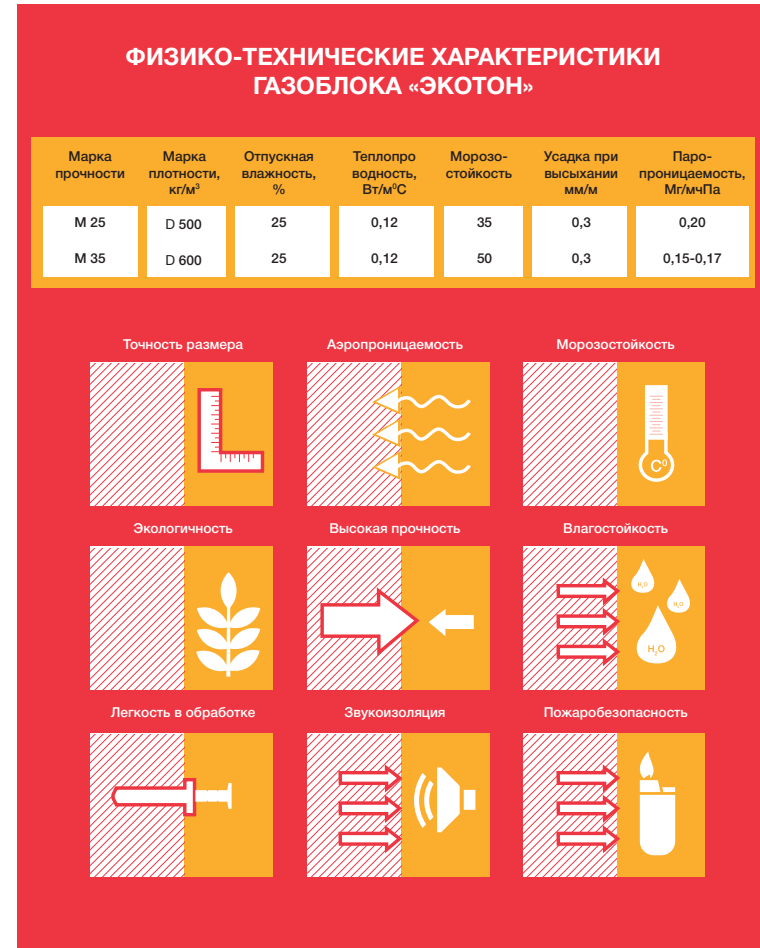 ФИЗИКО-ТЕХНИЧЕСКИЕ ХАРАКТЕРИСТИКИ
ГАЗОБЛОКА «ЭКОТОН»
Марка прочности
Марка плотности, кг/м³
Отпускная влажность, %
Теплопро водность, Вт/м⁰С
Морозо-стойкость
Усадка при высыхании мм/м
Паро-проницаемость, Мг/мчПа
М 25 D 500 25 0,12 35 0,3 0,20
М 35 D 600 25 0,12 50 0,3 0,15-0,17
Точность размера Аэропроницаемость Морозостойкость
C⁰
Экологичность Высокая прочность Влагостойкость
H₂O
H₂O
H₂O
Легкость в обработке Звукоизоляция Пожаробезопасность